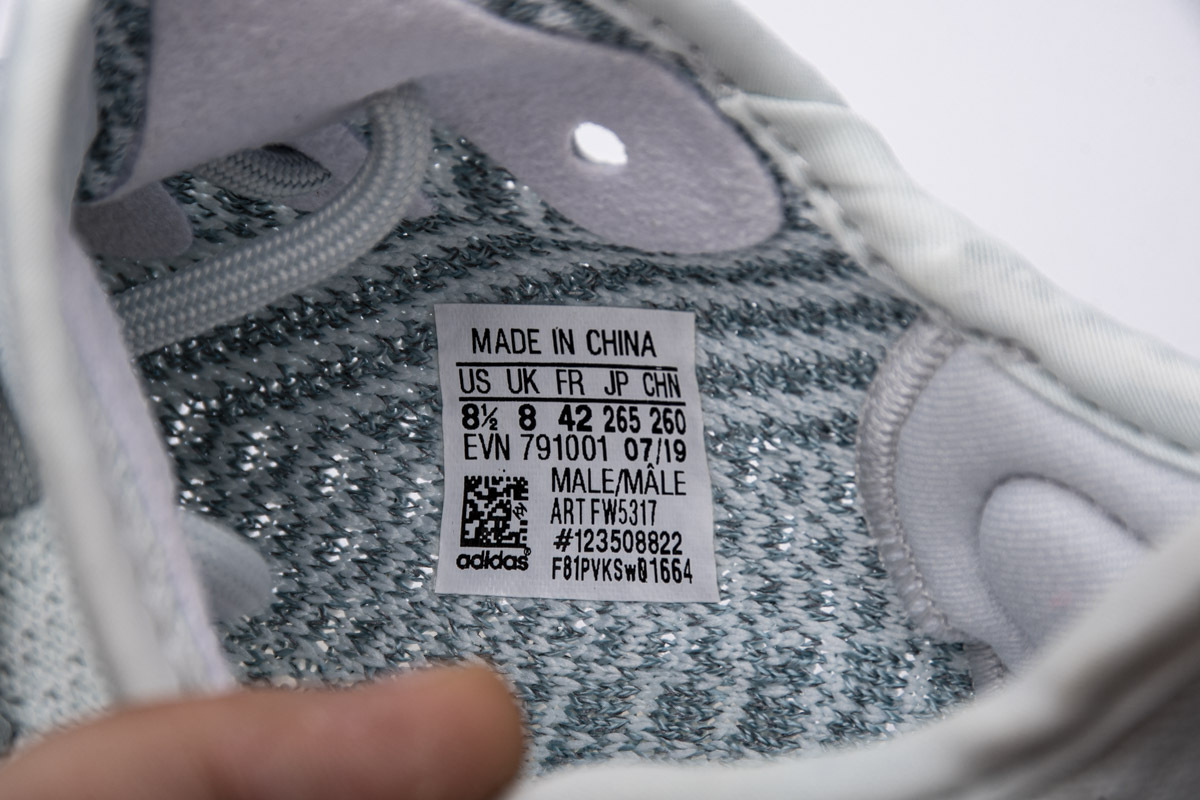 MADE IN CHINA
US UK FR JP CHN
8½ 8 42 265 260
EVN 791001 07/19
MALE/MÂLE
ART FW5317
#123508822
F81PVKSwQ1664
adidas®